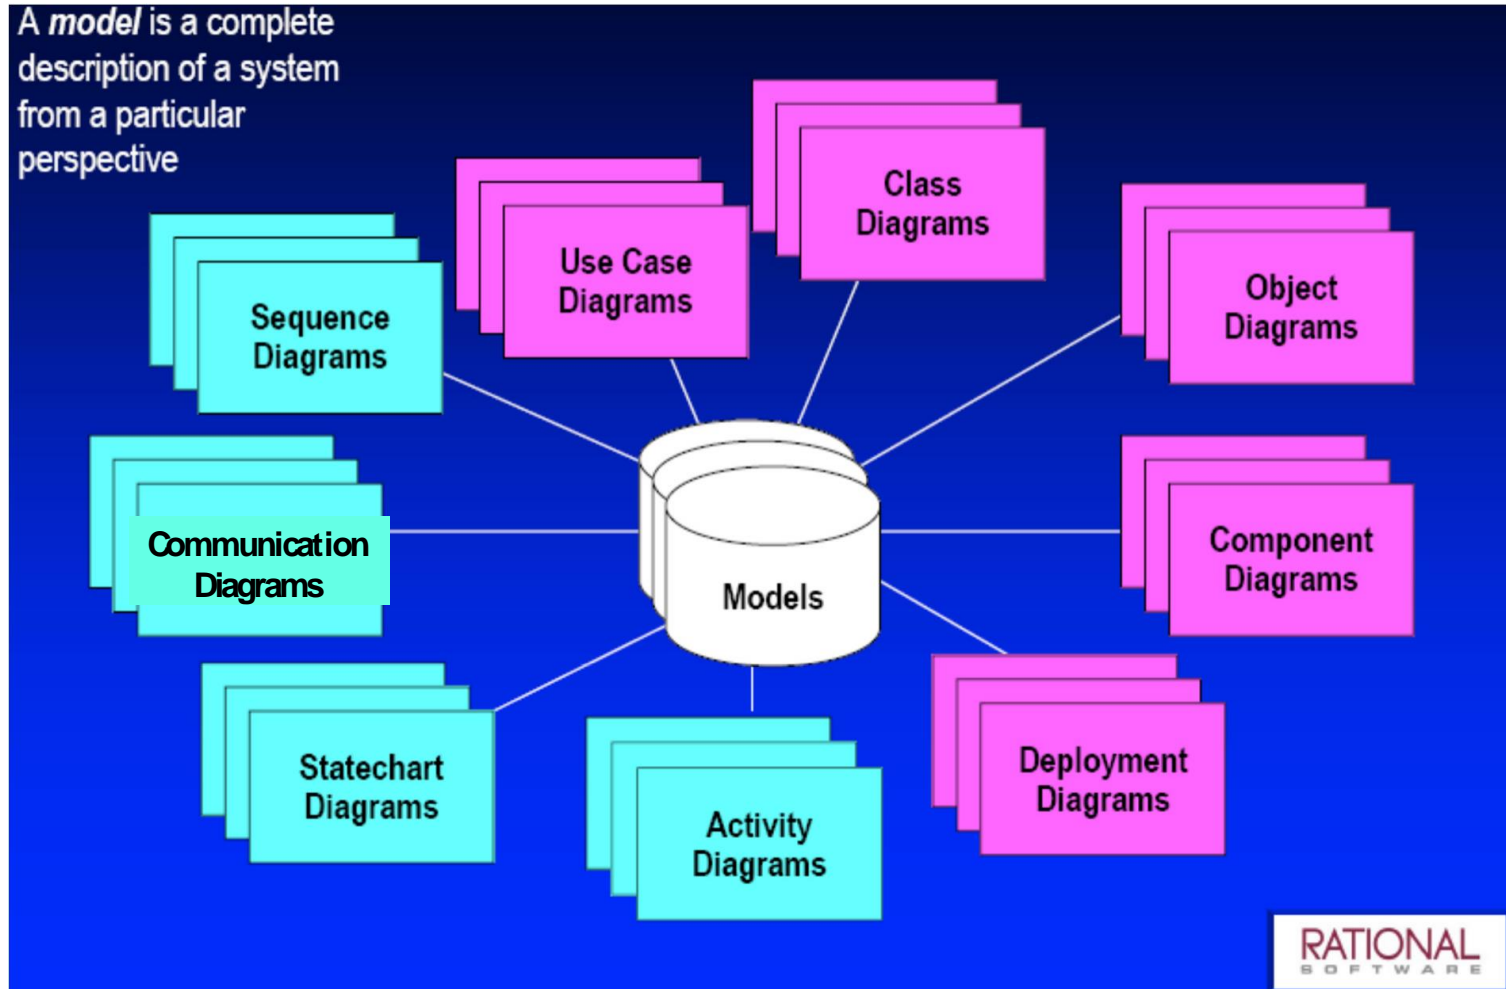 A model is a complete
description of a system
from a particular
perspective
Class
Diagrams
Use Case
Diagrams
Object
Diagrams
Sequence
Diagrams
Communication
Diagrams
Component
Diagrams
Models
Statechart
Diagrams
Deployment
Diagrams
Activity
Diagrams
RATIONAL
SOFTWARE